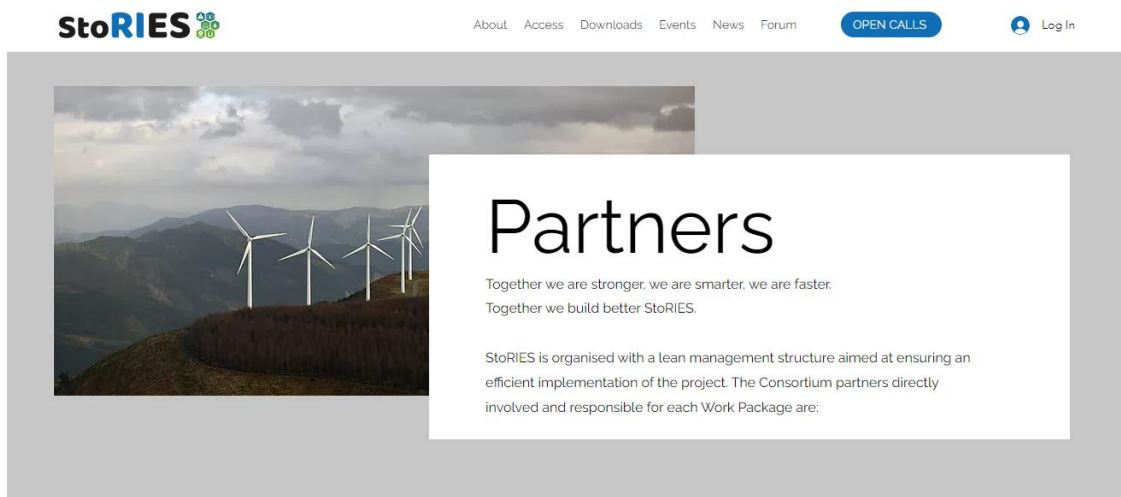 StoRIES
About Access Downloads Events News Forum OPEN CALLS Log In
Partners
Together we are stronger, we are smarter, we are faster.
Together we build better StoRIES.
StoRIES is organised with a lean management structure aimed at ensuring an
efficient implementation of the project. The Consortium partners directly
involved and responsible for each Work Package are: